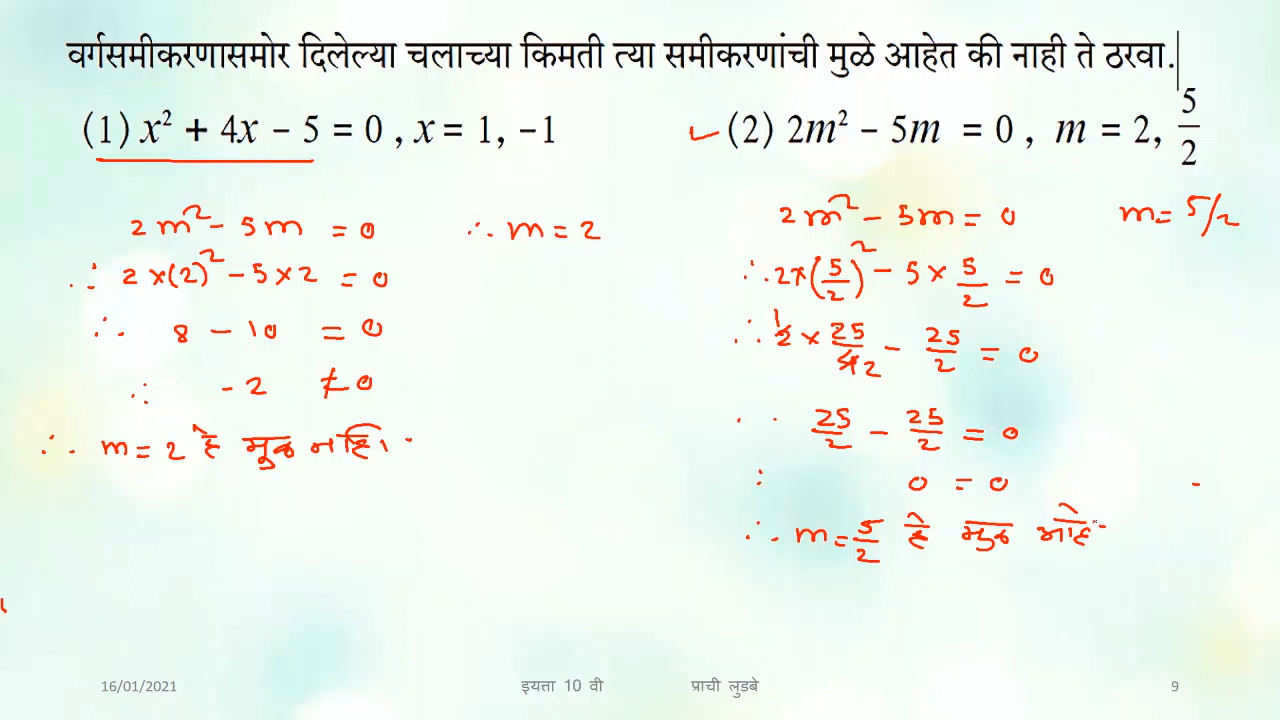 वर्गसमीकरणासमोर दिलेल्या चलाच्या किमती त्या समीकरणांची मुळे आहेत की नाही ते ठरवा.
(1) x² + 4x – 5 = 0 , x = 1, –1
(2) 2m² – 5m = 0 , m = 2, 5/2
2m² - 5m = 0 ∴ m = 2
∴ 2 × (2)² - 5 × 2 = 0
∴ 8 - 10 = 0
∴ -2 ≠ 0
∴ m = 2 हे मुळ नाही.
2m² - 5m = 0 m = 5/2
∴ 2 × (5/2)² - 5 × 5/2 = 0
∴ 2 1 × 25/4 2 - 25/2 = 0
∴ 25/2 - 25/2 = 0
∴ 0 = 0
∴ m = 5/2 हे मुळ आहे
16/01/2021 इयत्ता 10 वी प्राची लुडबे 9